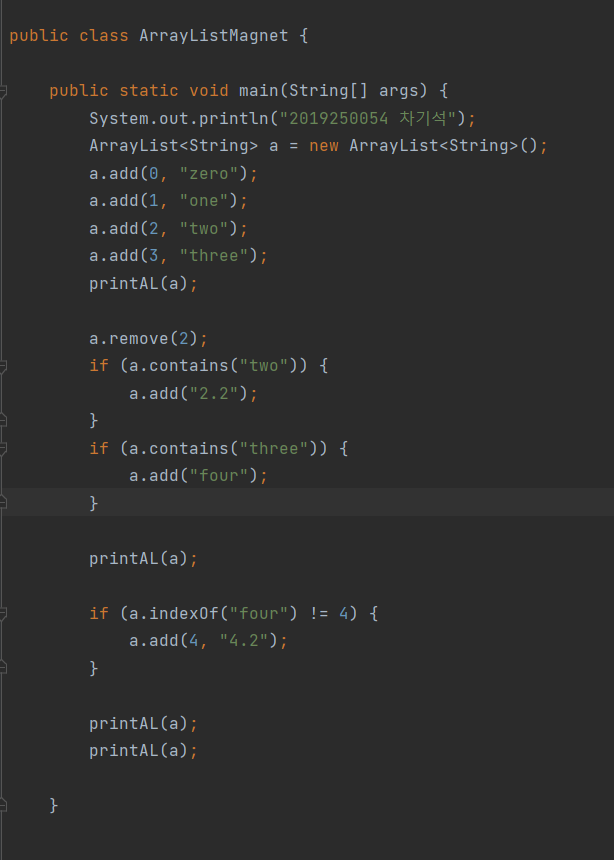 public class ArrayListMagnet {
public static void main(String[] args) {
System.out.println("2019250054 차기석");
ArrayList<String> a = new ArrayList<String>();
a.add(0, "zero");
a.add(1, "one");
a.add(2, "two");
a.add(3, "three");
printAL(a);
a.remove(2);
if (a.contains("two")) {
a.add("2.2");
}
if (a.contains("three")) {
a.add("four");
}
printAL(a);
if (a.indexOf("four") != 4) {
a.add(4, "4.2");
}
printAL(a);
printAL(a);
}